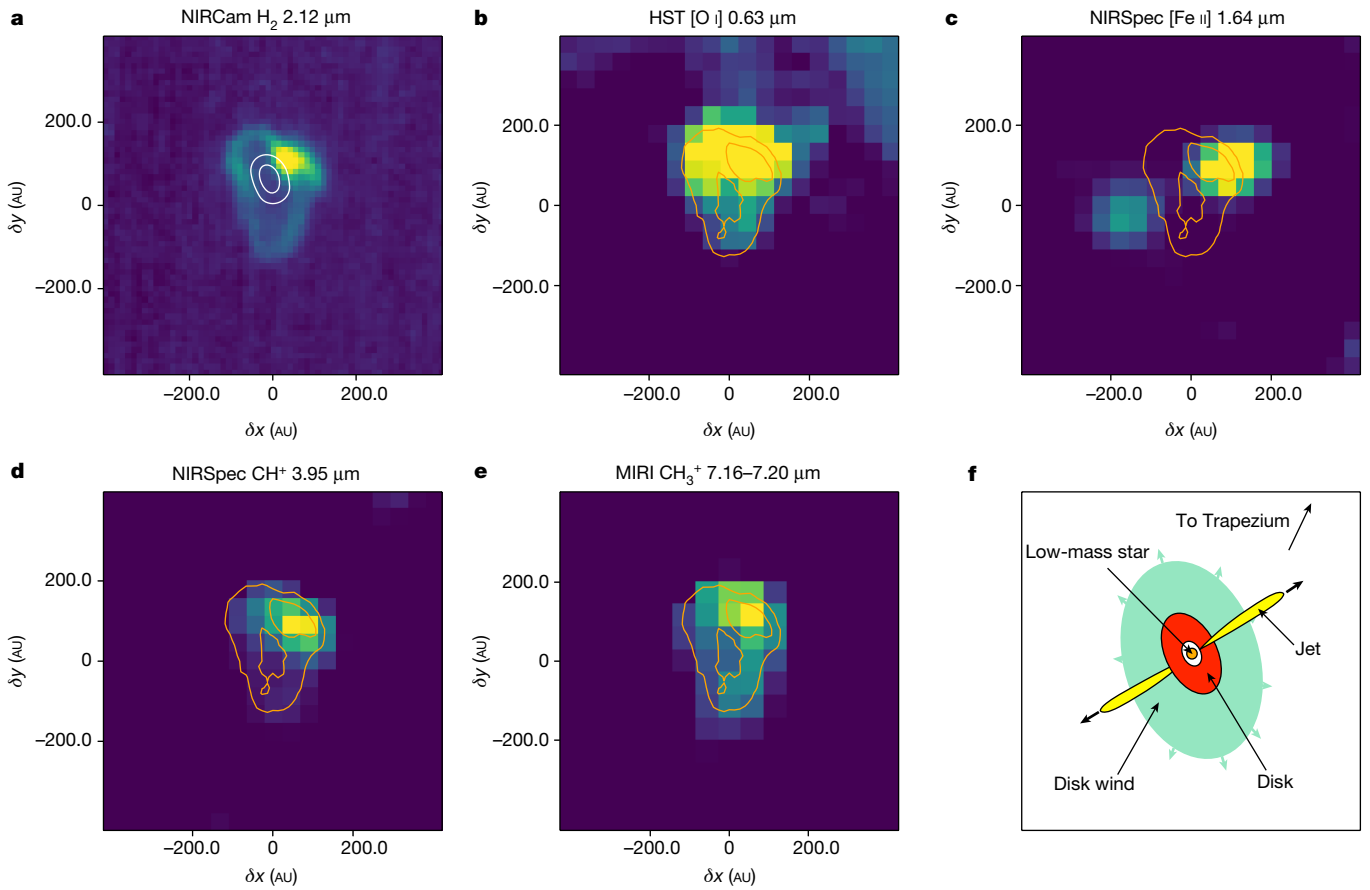 a
NIRCam H₂ 2.12 μm
200.0
0
−200.0
δy (AU)
−200.0 0 200.0
δx (AU)
b
HST [O I] 0.63 μm
200.0
0
−200.0
δy (AU)
−200.0 0 200.0
δx (AU)
c
NIRSpec [Fe II] 1.64 μm
200.0
0
−200.0
δy (AU)
−200.0 0 200.0
δx (AU)
d
NIRSpec CH⁺ 3.95 μm
200.0
0
−200.0
δy (AU)
−200.0 0 200.0
δx (AU)
e
MIRI CH₃⁺ 7.16–7.20 μm
200.0
0
−200.0
δy (AU)
−200.0 0 200.0
δx (AU)
f
To Trapezium
Low-mass star
Jet
Disk wind
Disk